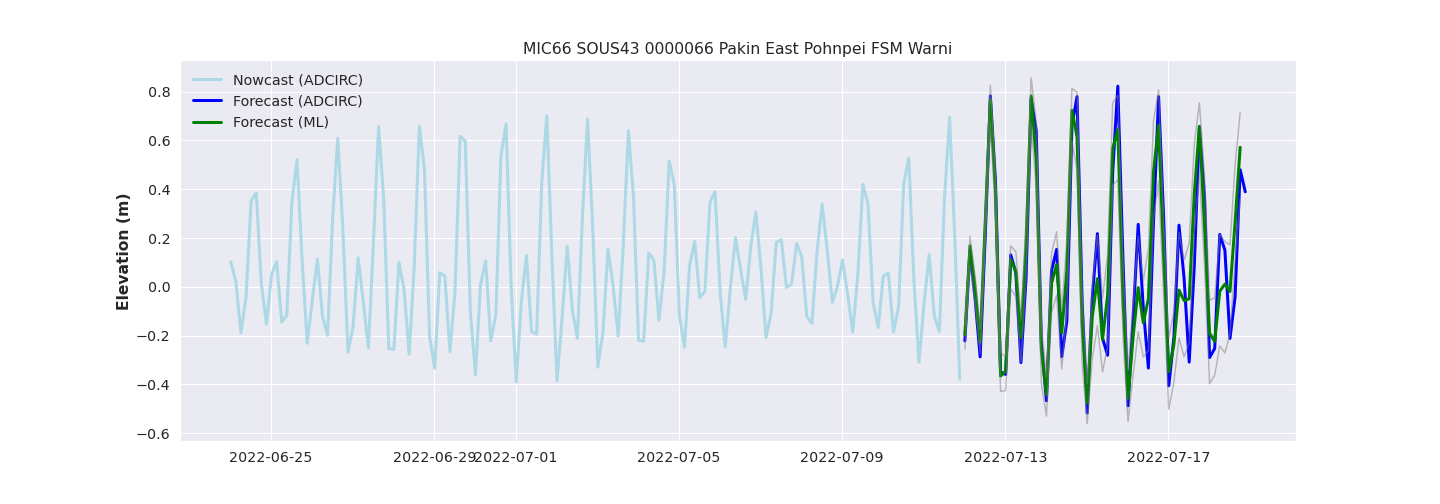 MIC66 SOUS43 0000066 Pakin East Pohnpei FSM Warni
Nowcast (ADCIRC)
Forecast (ADCIRC)
Forecast (ML)
Elevation (m)
0.8
0.6
0.4
0.2
0.0
−0.2
−0.4
−0.6
2022-06-25 2022-06-29 2022-07-01 2022-07-05 2022-07-09 2022-07-13 2022-07-17